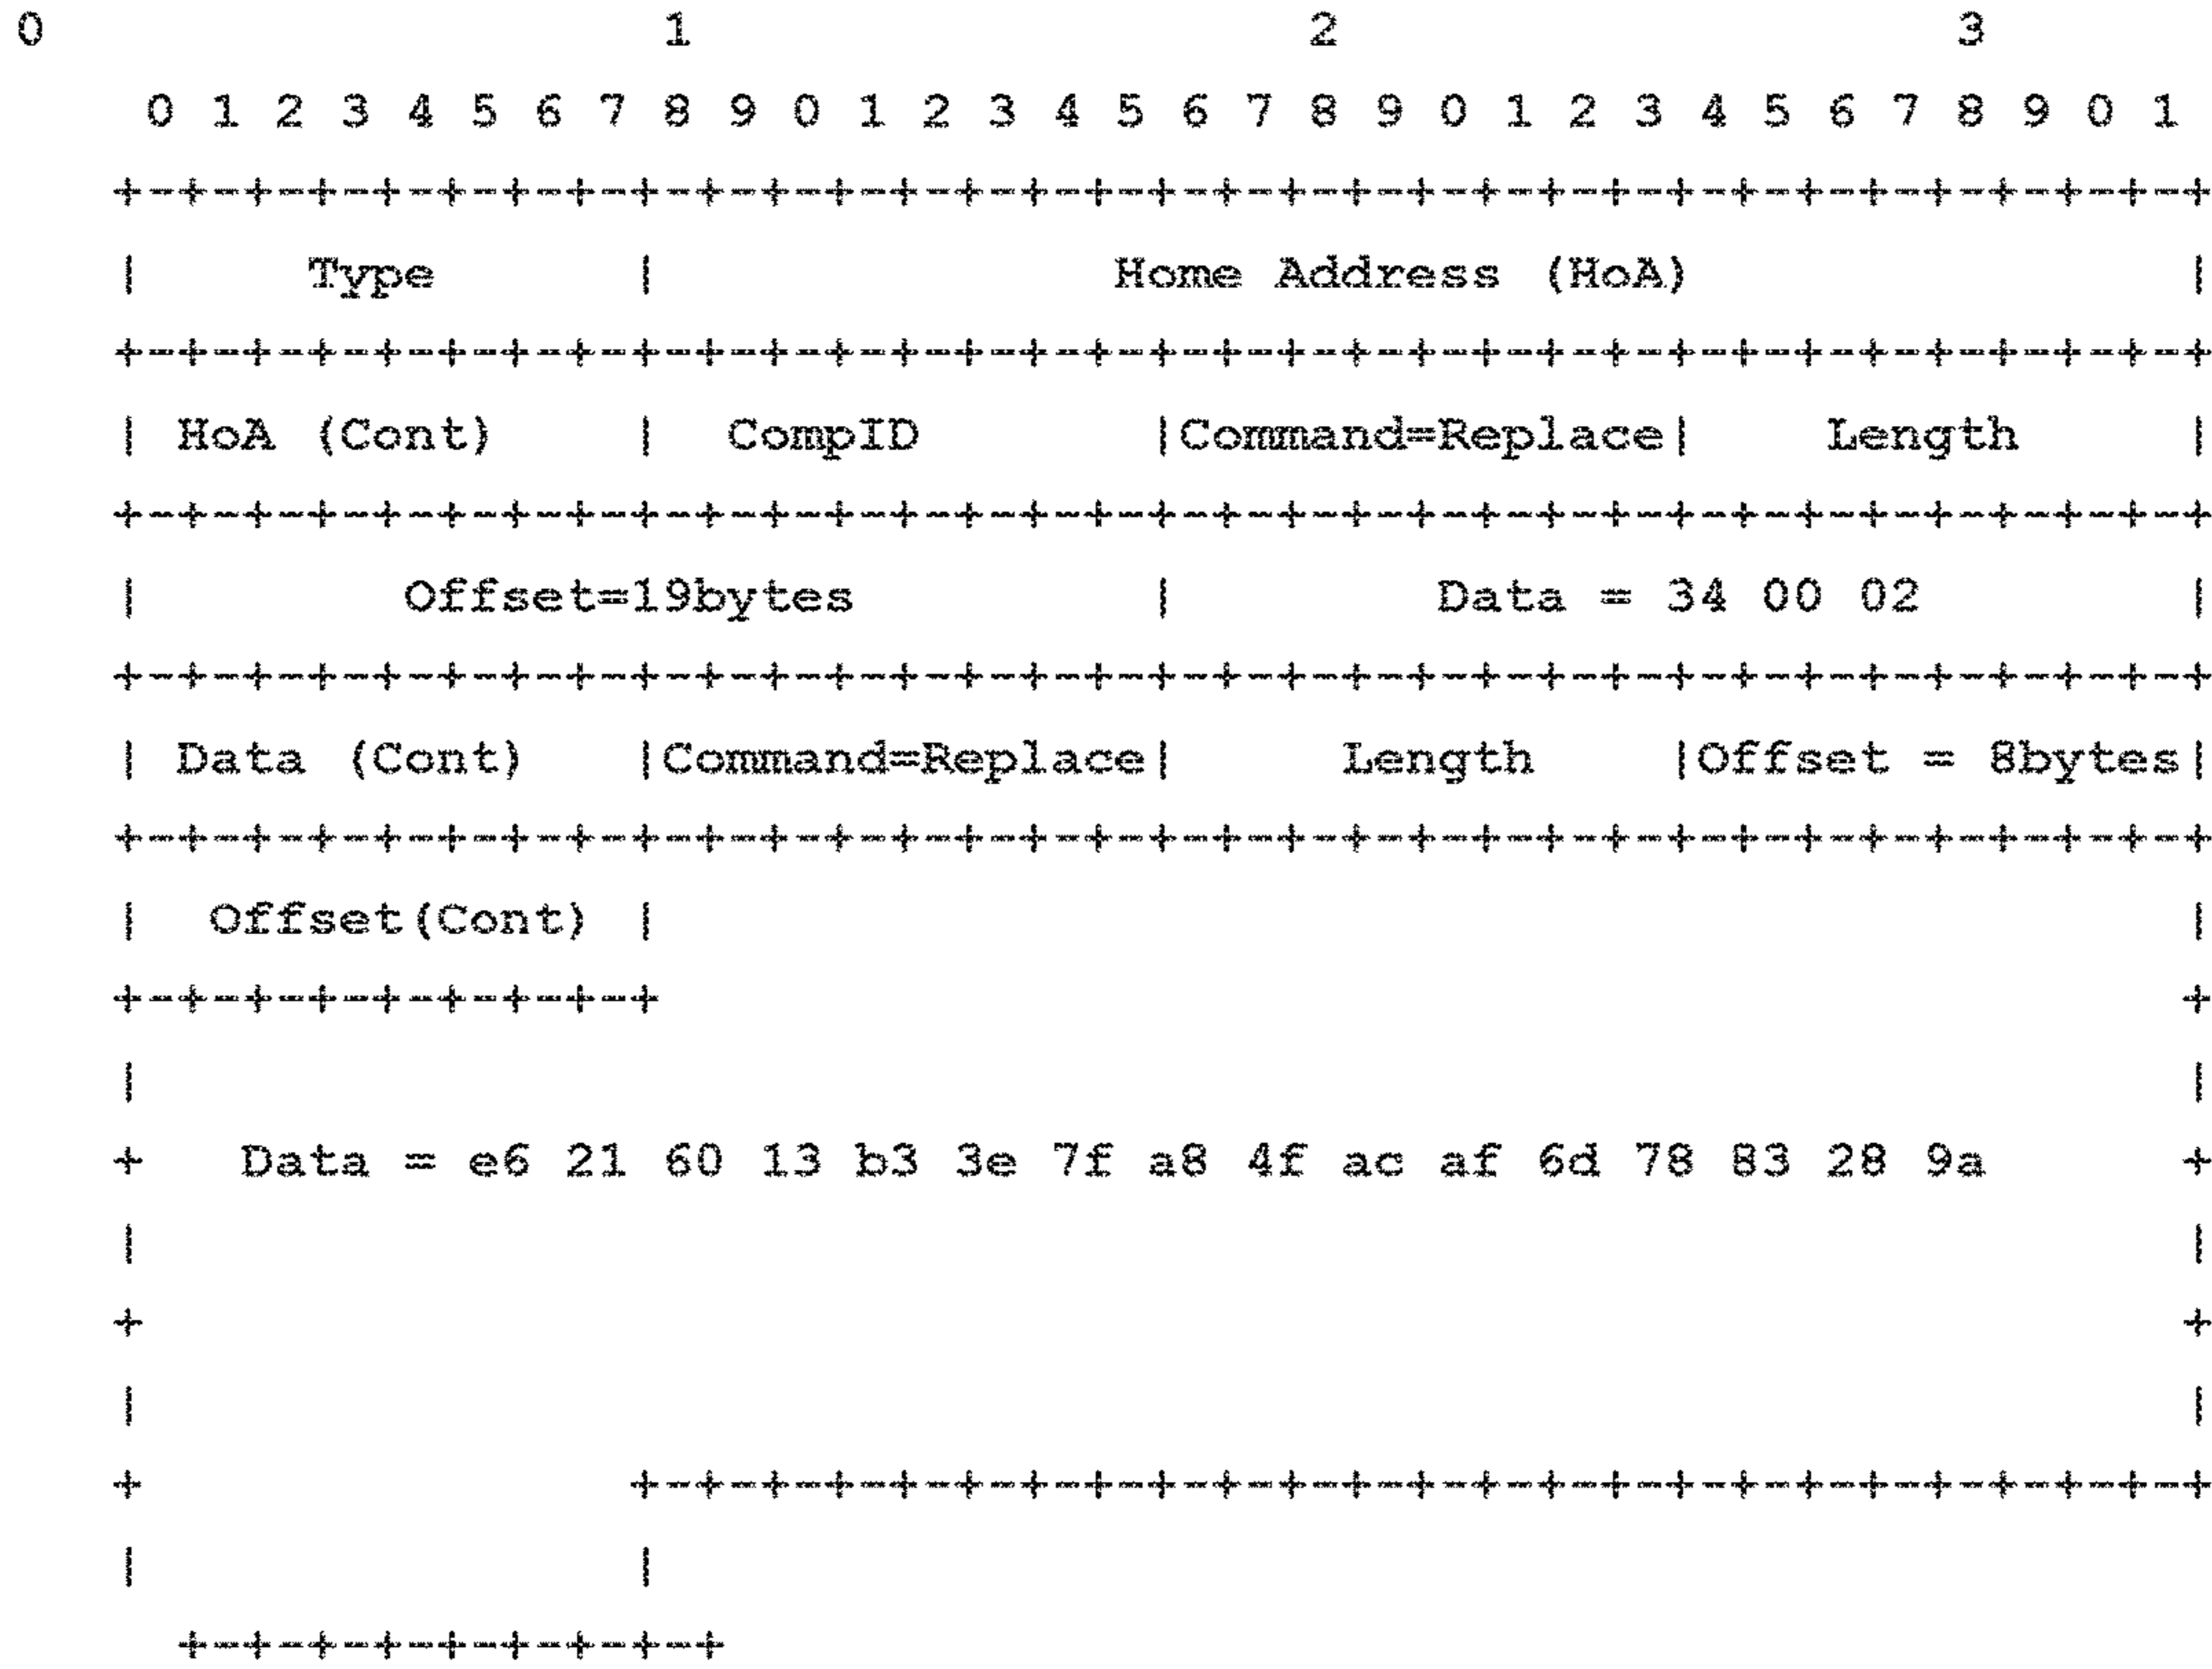 0                   1                   2                   3
    0 1 2 3 4 5 6 7 8 9 0 1 2 3 4 5 6 7 8 9 0 1 2 3 4 5 6 7 8 9 0 1
   +-+-+-+-+-+-+-+-+-+-+-+-+-+-+-+-+-+-+-+-+-+-+-+-+-+-+-+-+-+-+-+-+
   |     Type      |              Home Address (HoA)               |
   +-+-+-+-+-+-+-+-+-+-+-+-+-+-+-+-+-+-+-+-+-+-+-+-+-+-+-+-+-+-+-+-+
   | HoA (Cont)    |  CompID       |Command=Replace|    Length     |
   +-+-+-+-+-+-+-+-+-+-+-+-+-+-+-+-+-+-+-+-+-+-+-+-+-+-+-+-+-+-+-+-+
   |        Offset=19bytes         |        Data = 34 00 02        |
   +-+-+-+-+-+-+-+-+-+-+-+-+-+-+-+-+-+-+-+-+-+-+-+-+-+-+-+-+-+-+-+-+
   | Data (Cont)   |Command=Replace|     Length    |Offset = 8bytes|
   +-+-+-+-+-+-+-+-+-+-+-+-+-+-+-+-+-+-+-+-+-+-+-+-+-+-+-+-+-+-+-+-+
   |  Offset(Cont) |                                               |
   +-+-+-+-+-+-+-+-+                                               +
   |                                                               |
   +   Data = e6 21 60 13 b3 3e 7f a8 4f ac af 6d 78 83 28 9a      +
   |                                                               |
   +                                                               +
   |                                                               |
   +               +-+-+-+-+-+-+-+-+-+-+-+-+-+-+-+-+-+-+-+-+-+-+-+-+
   |               |
     +-+-+-+-+-+-+-+-+